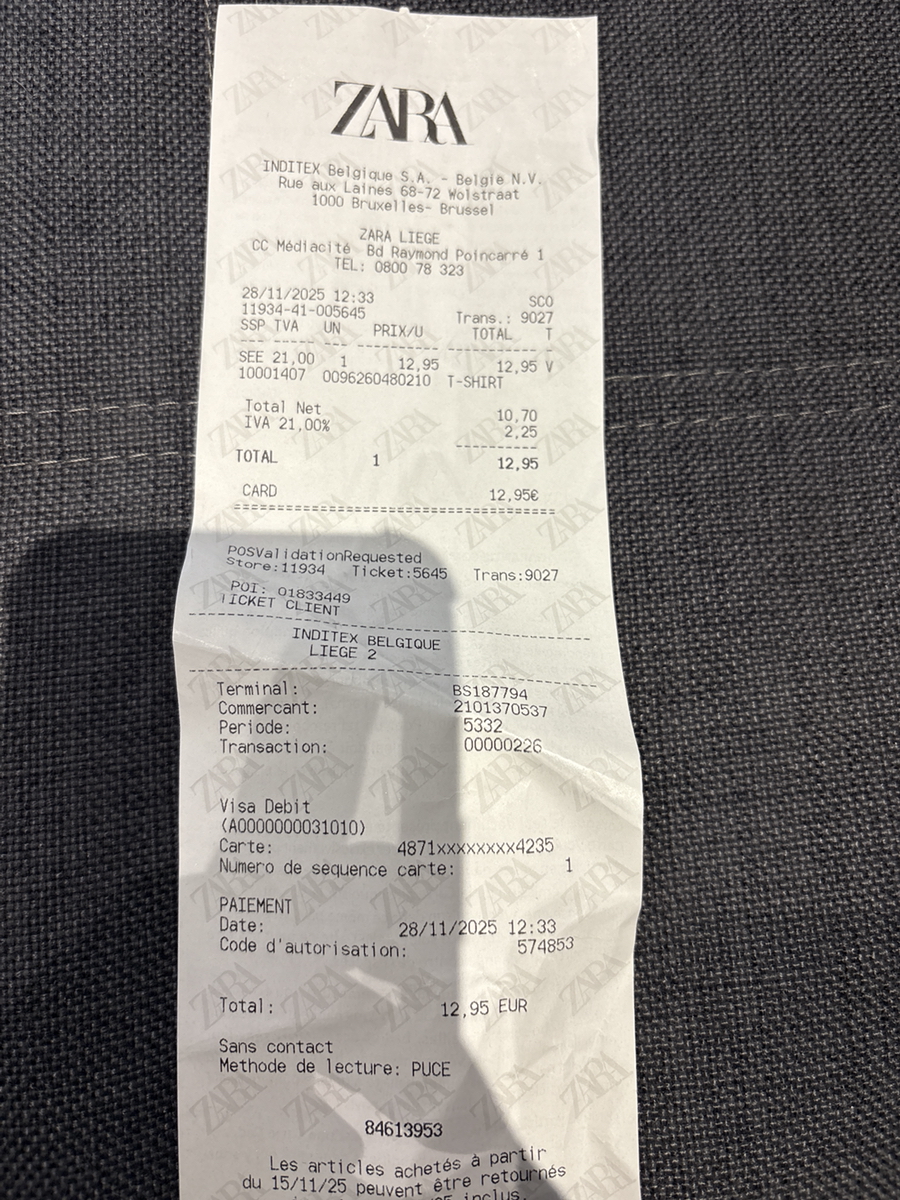 ZARA
INDITEX Belgique S.A. - Belgie N.V.
Rue aux Laines 68-72 Wolstraat
1000 Bruxelles- Brussel
ZARA LIEGE
CC Médiacité Bd Raymond Poincarré 1
TEL: 0800 78 323
28/11/2025 12:33 SCO
11934-41-005645 Trans.: 9027
SSP TVA UN PRIX/U TOTAL T
SEE 21,00 1 12,95 12,95 V
10001407 0096260480210 T-SHIRT
Total Net 10,70
IVA 21,00% 2,25
TOTAL 1 12,95
CARD 12,95€
POSValidationRequested
Store:11934 Ticket:5645 Trans:9027
POI: 01833449
TICKET CLIENT
INDITEX BELGIQUE
LIEGE 2
Terminal: BS187794
Commercant: 2101370537
Periode: 5332
Transaction: 00000226
Visa Debit
(A0000000031010)
Carte: 4871xxxxxxxx4235
Numero de sequence carte: 1
PAIEMENT
Date: 28/11/2025 12:33
Code d'autorisation: 574853
Total: 12,95 EUR
Sans contact
Methode de lecture: PUCE
84613953
Les articles achetés à partir
du 15/11/25 peuvent être retournés
inclus.